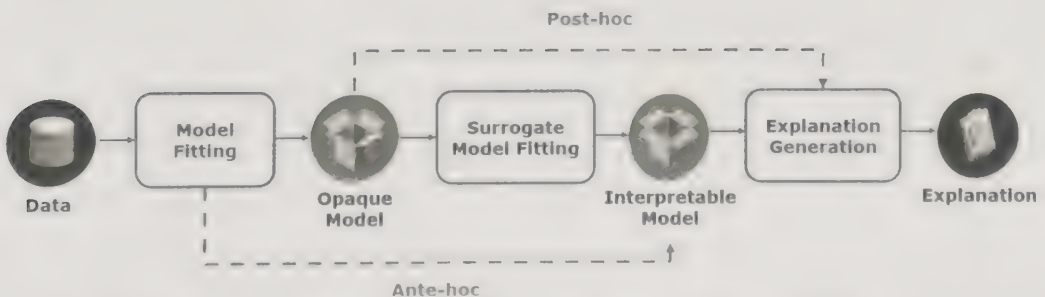 Post-hoc
Model
Fitting
Surrogate
Model Fitting
Explanation
Generation
Data
Opaque
Model
Interpretable
Model
Explanation
Ante-hoc